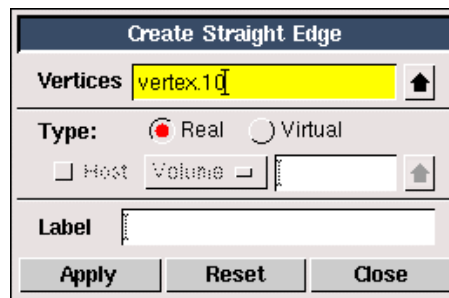 Create Straight Edge
Vertices vertex.10
Type: Real Virtual
Host Volume
Label
Apply Reset Close